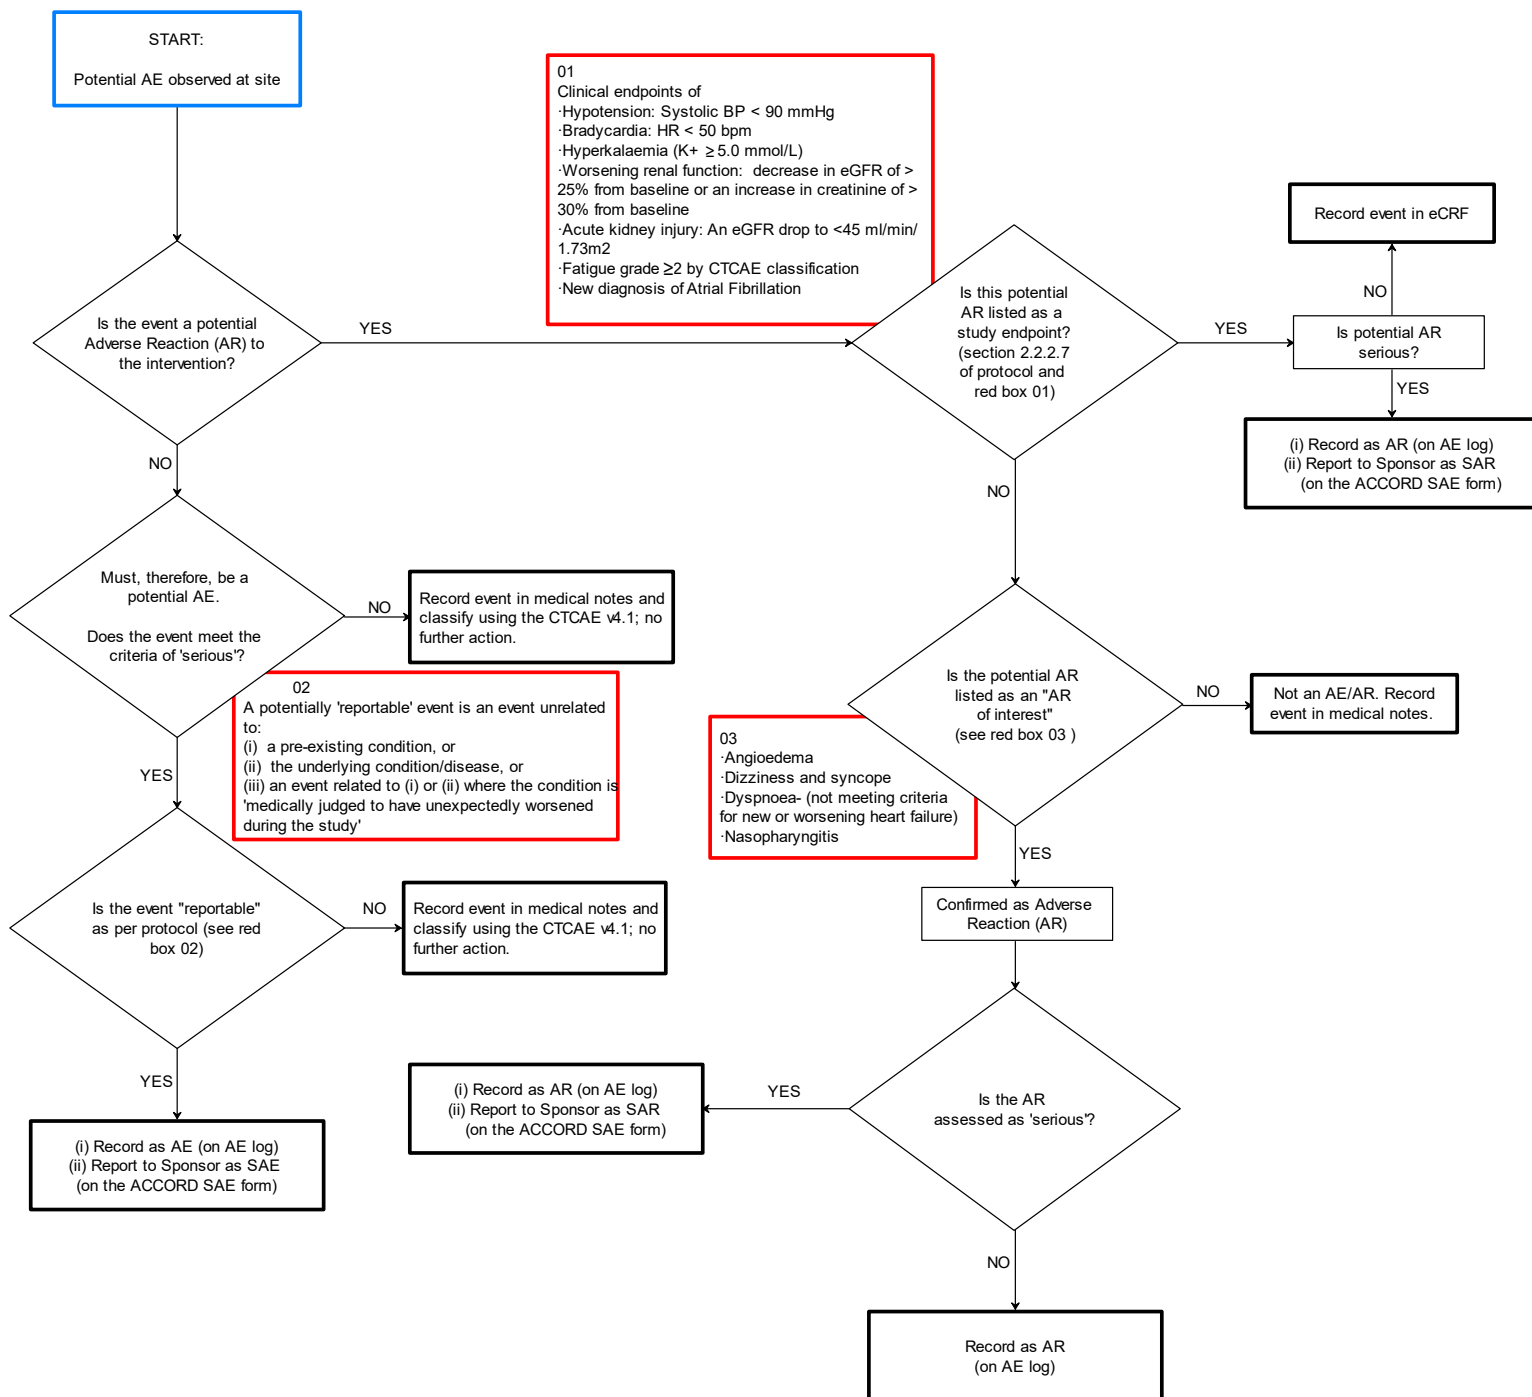 START:
Potential AE observed at site
01
Clinical endpoints of
·Hypotension: Systolic BP < 90 mmHg
·Bradycardia: HR < 50 bpm
·Hyperkalaemia (K+ ≥5.0 mmol/L)
·Worsening renal function: decrease in eGFR of >
25% from baseline or an increase in creatinine of >
30% from baseline
·Acute kidney injury: An eGFR drop to <45 ml/min/
1.73m2
·Fatigue grade ≥2 by CTCAE classification
·New diagnosis of Atrial Fibrillation
Record event in eCRF
NO
Is the event a potential
Adverse Reaction (AR) to
the intervention?
YES
Is this potential
AR listed as a
study endpoint?
(section 2.2.2.7
of protocol and
red box 01)
YES
Is potential AR
serious?
YES
(i) Record as AR (on AE log)
(ii) Report to Sponsor as SAR
(on the ACCORD SAE form)
NO
NO
Must, therefore, be a
potential AE.
Does the event meet the
criteria of 'serious'?
NO
Record event in medical notes and
classify using the CTCAE v4.1; no
further action.
02
A potentially 'reportable' event is an event unrelated
to:
(i) a pre-existing condition, or
(ii) the underlying condition/disease, or
(iii) an event related to (i) or (ii) where the condition is
'medically judged to have unexpectedly worsened
during the study'
YES
Is the potential AR
listed as an "AR
of interest"
(see red box 03 )
NO
Not an AE/AR. Record
event in medical notes.
03
·Angioedema
·Dizziness and syncope
·Dyspnoea- (not meeting criteria
for new or worsening heart failure)
·Nasopharyngitis
YES
Is the event "reportable"
as per protocol (see red
box 02)
NO
Record event in medical notes and
classify using the CTCAE v4.1; no
further action.
Confirmed as Adverse
Reaction (AR)
YES
(i) Record as AE (on AE log)
(ii) Report to Sponsor as SAE
(on the ACCORD SAE form)
(i) Record as AR (on AE log)
(ii) Report to Sponsor as SAR
(on the ACCORD SAE form)
YES
Is the AR
assessed as 'serious'?
NO
Record as AR
(on AE log)